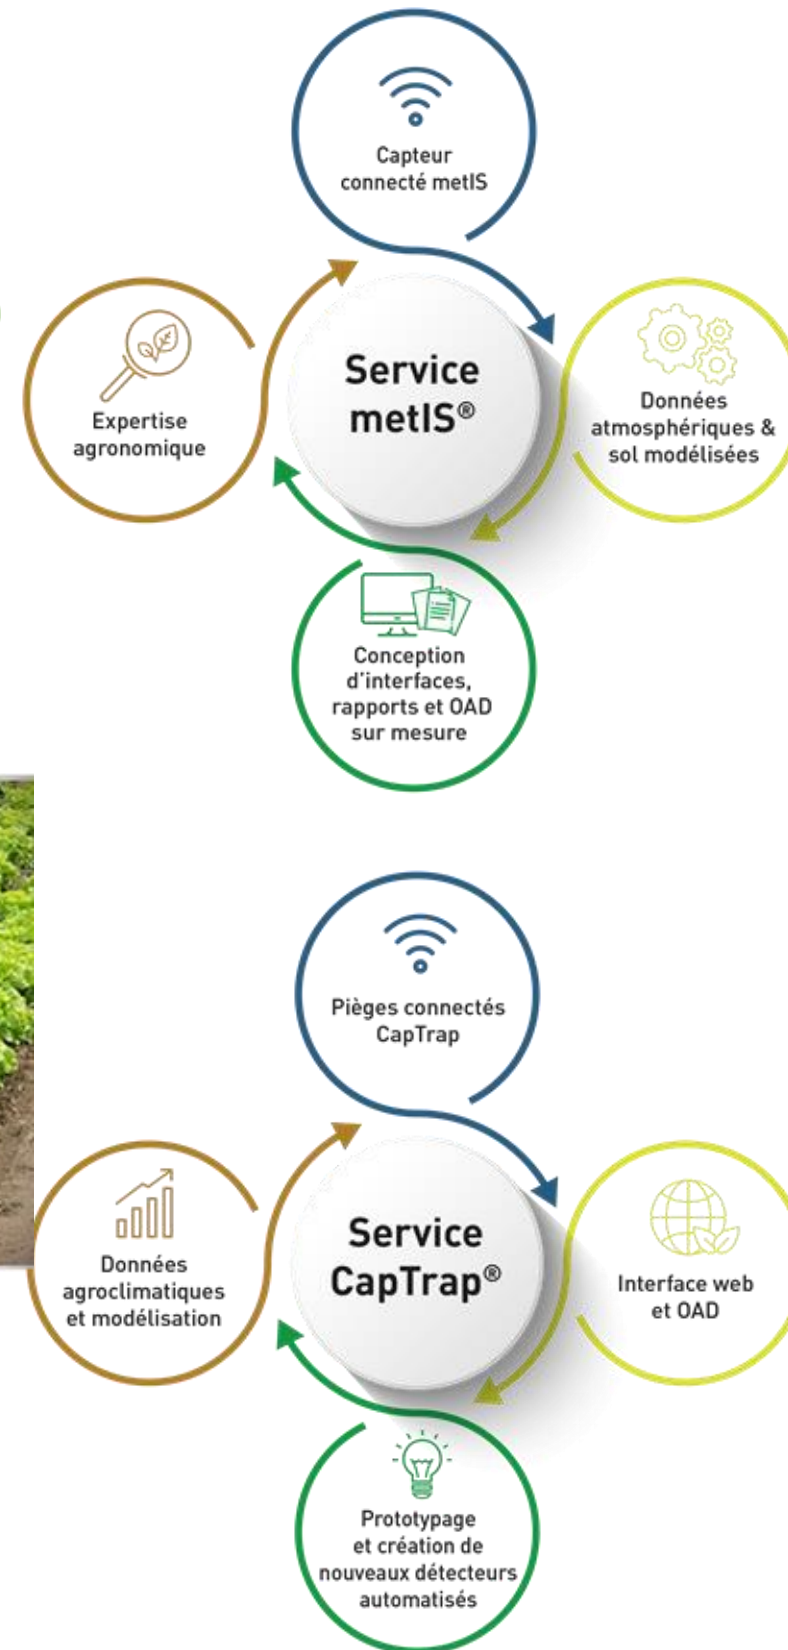 Capteur
connecté metIS
Service
metIS®
Expertise
agronomique
Données
atmosphériques &
sol modélisées
Conception
d'interfaces,
rapports et OAD
sur mesure
Pièges connectés
CapTrap
Service
CapTrap®
Données
agroclimatiques
et modélisation
Interface web
et OAD
Prototypage
et création de
nouveaux détecteurs
automatisés